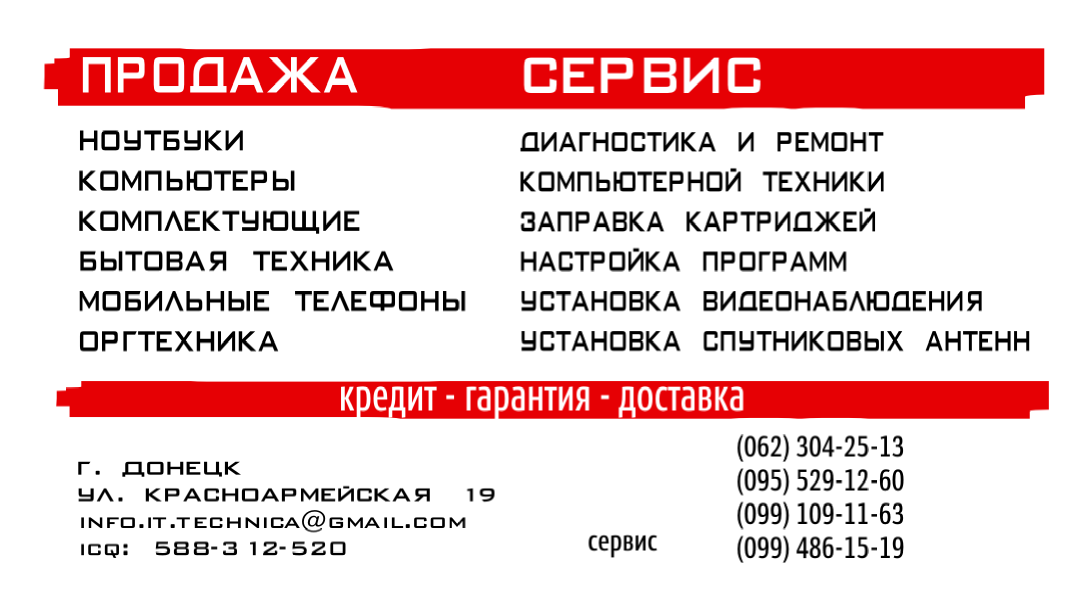 ПРОДАЖА
НОУТБУКИ
КОМПЬЮТЕРЫ
КОМПЛЕКТУЮЩИЕ
БЫТОВАЯ ТЕХНИКА
МОБИЛЬНЫЕ ТЕЛЕФОНЫ
ОРГТЕХНИКА
СЕРВИС
ДИАГНОСТИКА И РЕМОНТ
КОМПЬЮТЕРНОЙ ТЕХНИКИ
ЗАПРАВКА КАРТРИДЖЕЙ
НАСТРОЙКА ПРОГРАММ
УСТАНОВКА ВИДЕОНАБЛЮДЕНИЯ
УСТАНОВКА СПУТНИКОВЫХ АНТЕНН
кредит - гарантия - доставка
Г. ДОНЕЦК
УЛ. КРАСНОАРМЕЙСКАЯ 19
INFO.IT.TECHNICA@GMAIL.COM
ICQ: 588-312-520
(062) 304-25-13
(095) 529-12-60
(099) 109-11-63
сервис (099) 486-15-19